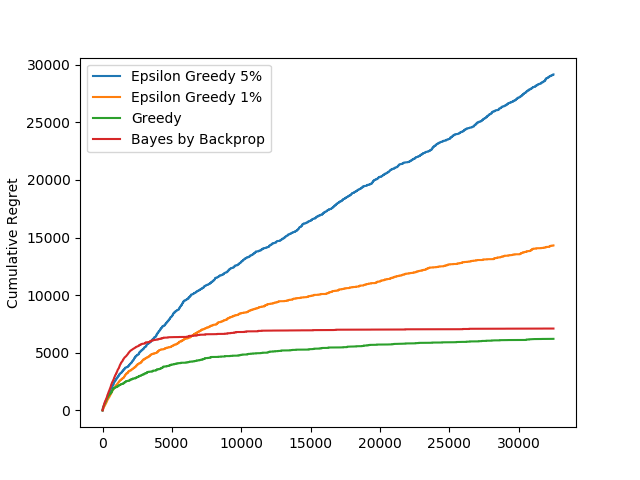 Epsilon Greedy 5%
Epsilon Greedy 1%
Greedy
Bayes by Backprop
Cumulative Regret
30000
25000
20000
15000
10000
5000
0
0 5000 10000 15000 20000 25000 30000